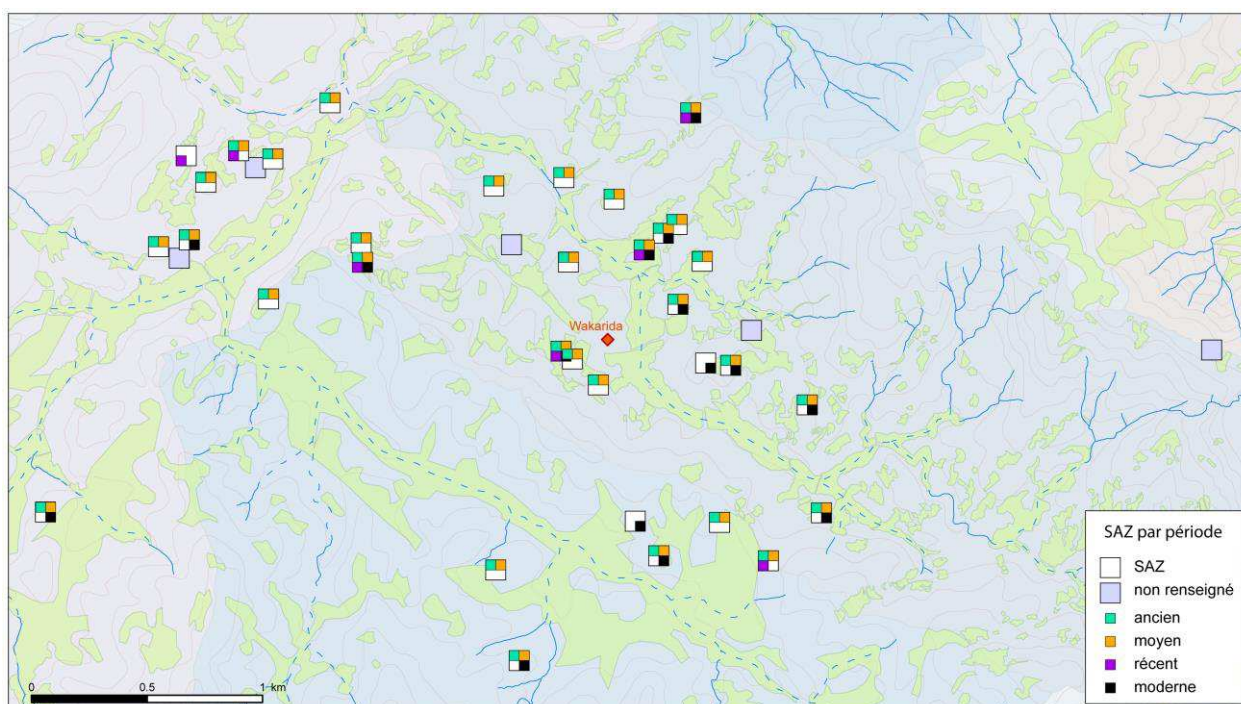 Wakarida
SAZ par période
SAZ
non renseigné
ancien
moyen
récent
moderne
0 0.5 1 km